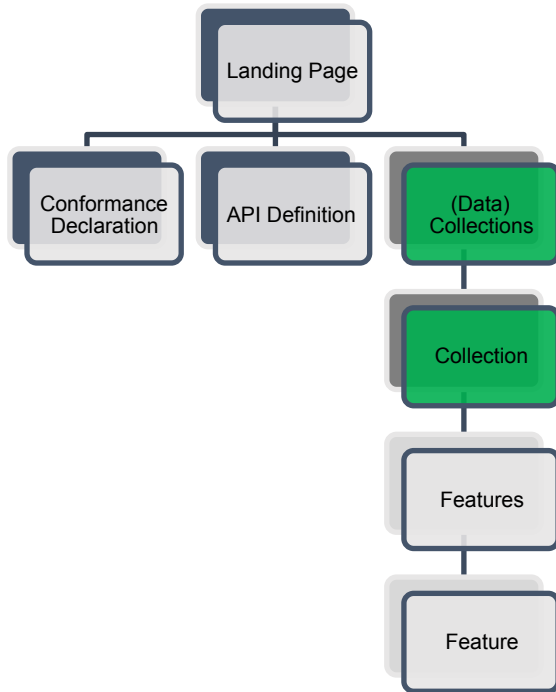 Landing Page
Conformance
Declaration
API Definition
(Data)
Collections
Collection
Features
Feature